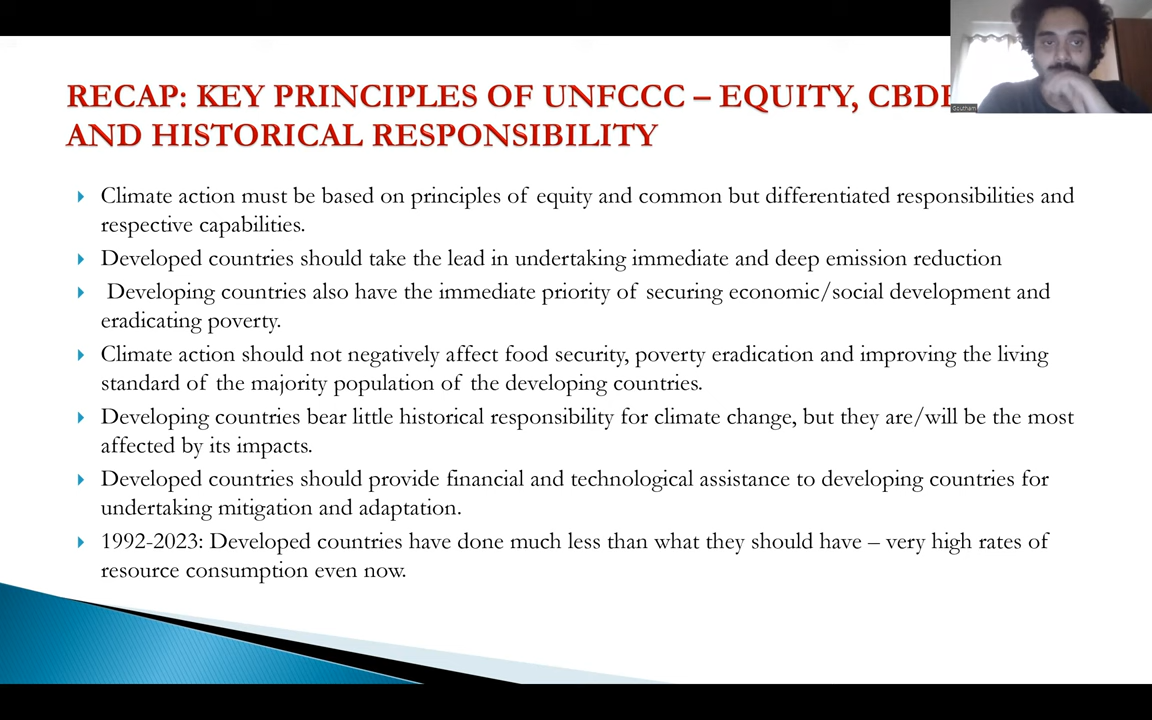 RECAP: KEY PRINCIPLES OF UNFCCC – EQUITY,
AND HISTORICAL RESPONSIBILITY
Climate action must be based on principles of equity and common but differentiated responsibilities and
respective capabilities.
Developed countries should take the lead in undertaking immediate and deep emission reduction
Developing countries also have the immediate priority of securing economic/social development and
eradicating poverty.
Climate action should not negatively affect food security, poverty eradication and improving the living
standard of the majority population of the developing countries.
Developing countries bear little historical responsibility for climate change, but they are/will be the most
affected by its impacts.
Developed countries should provide financial and technological assistance to developing countries for
undertaking mitigation and adaptation.
1992-2023: Developed countries have done much less than what they should have – very high rates of
resource consumption even now.